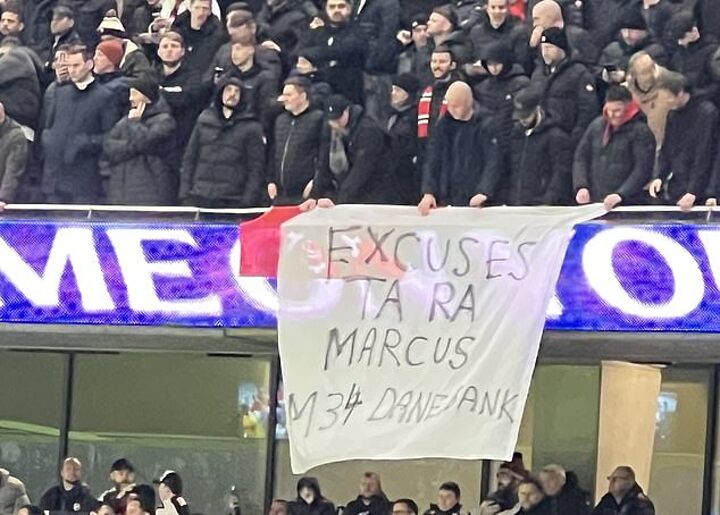 EXCUSES
TA RA
MARCUS
M34 DANEBANK